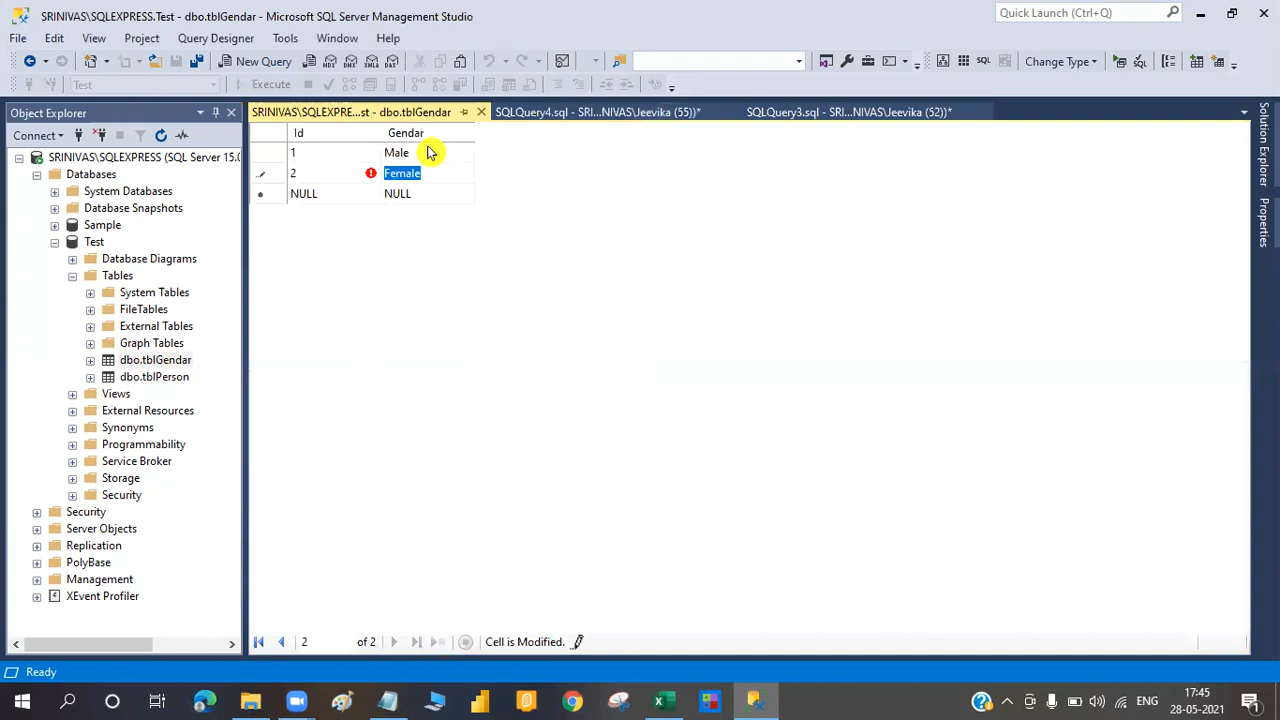 SRINIVAS\SQLEXPRESS.Test - dbo.tblGendar - Microsoft SQL Server Management Studio
Quick Launch (Ctrl+Q)
File Edit View Project Query Designer Tools Window Help
New Query
Change Type
Test
Execute
Object Explorer
SRINIVAS\SQLEXPRE...st - dbo.tblGendar
SQLQuery4.sql - SRI...NIVAS\Jeevika (55))*
SQLQuery3.sql - SRI...NIVAS\Jeevika (52))*
Connect
Id Gendar
1 Male
2 Female
NULL NULL
SRINIVAS\SQLEXPRESS (SQL Server 15.0
Databases
System Databases
Database Snapshots
Sample
Test
Database Diagrams
Tables
System Tables
FileTables
External Tables
Graph Tables
dbo.tblGendar
dbo.tblPerson
Views
External Resources
Synonyms
Programmability
Service Broker
Storage
Security
Security
Server Objects
Replication
PolyBase
Management
XEvent Profiler
Solution Explorer
Properties
2 of 2 Cell is Modified.
Ready
ENG
17:45
28-05-2021